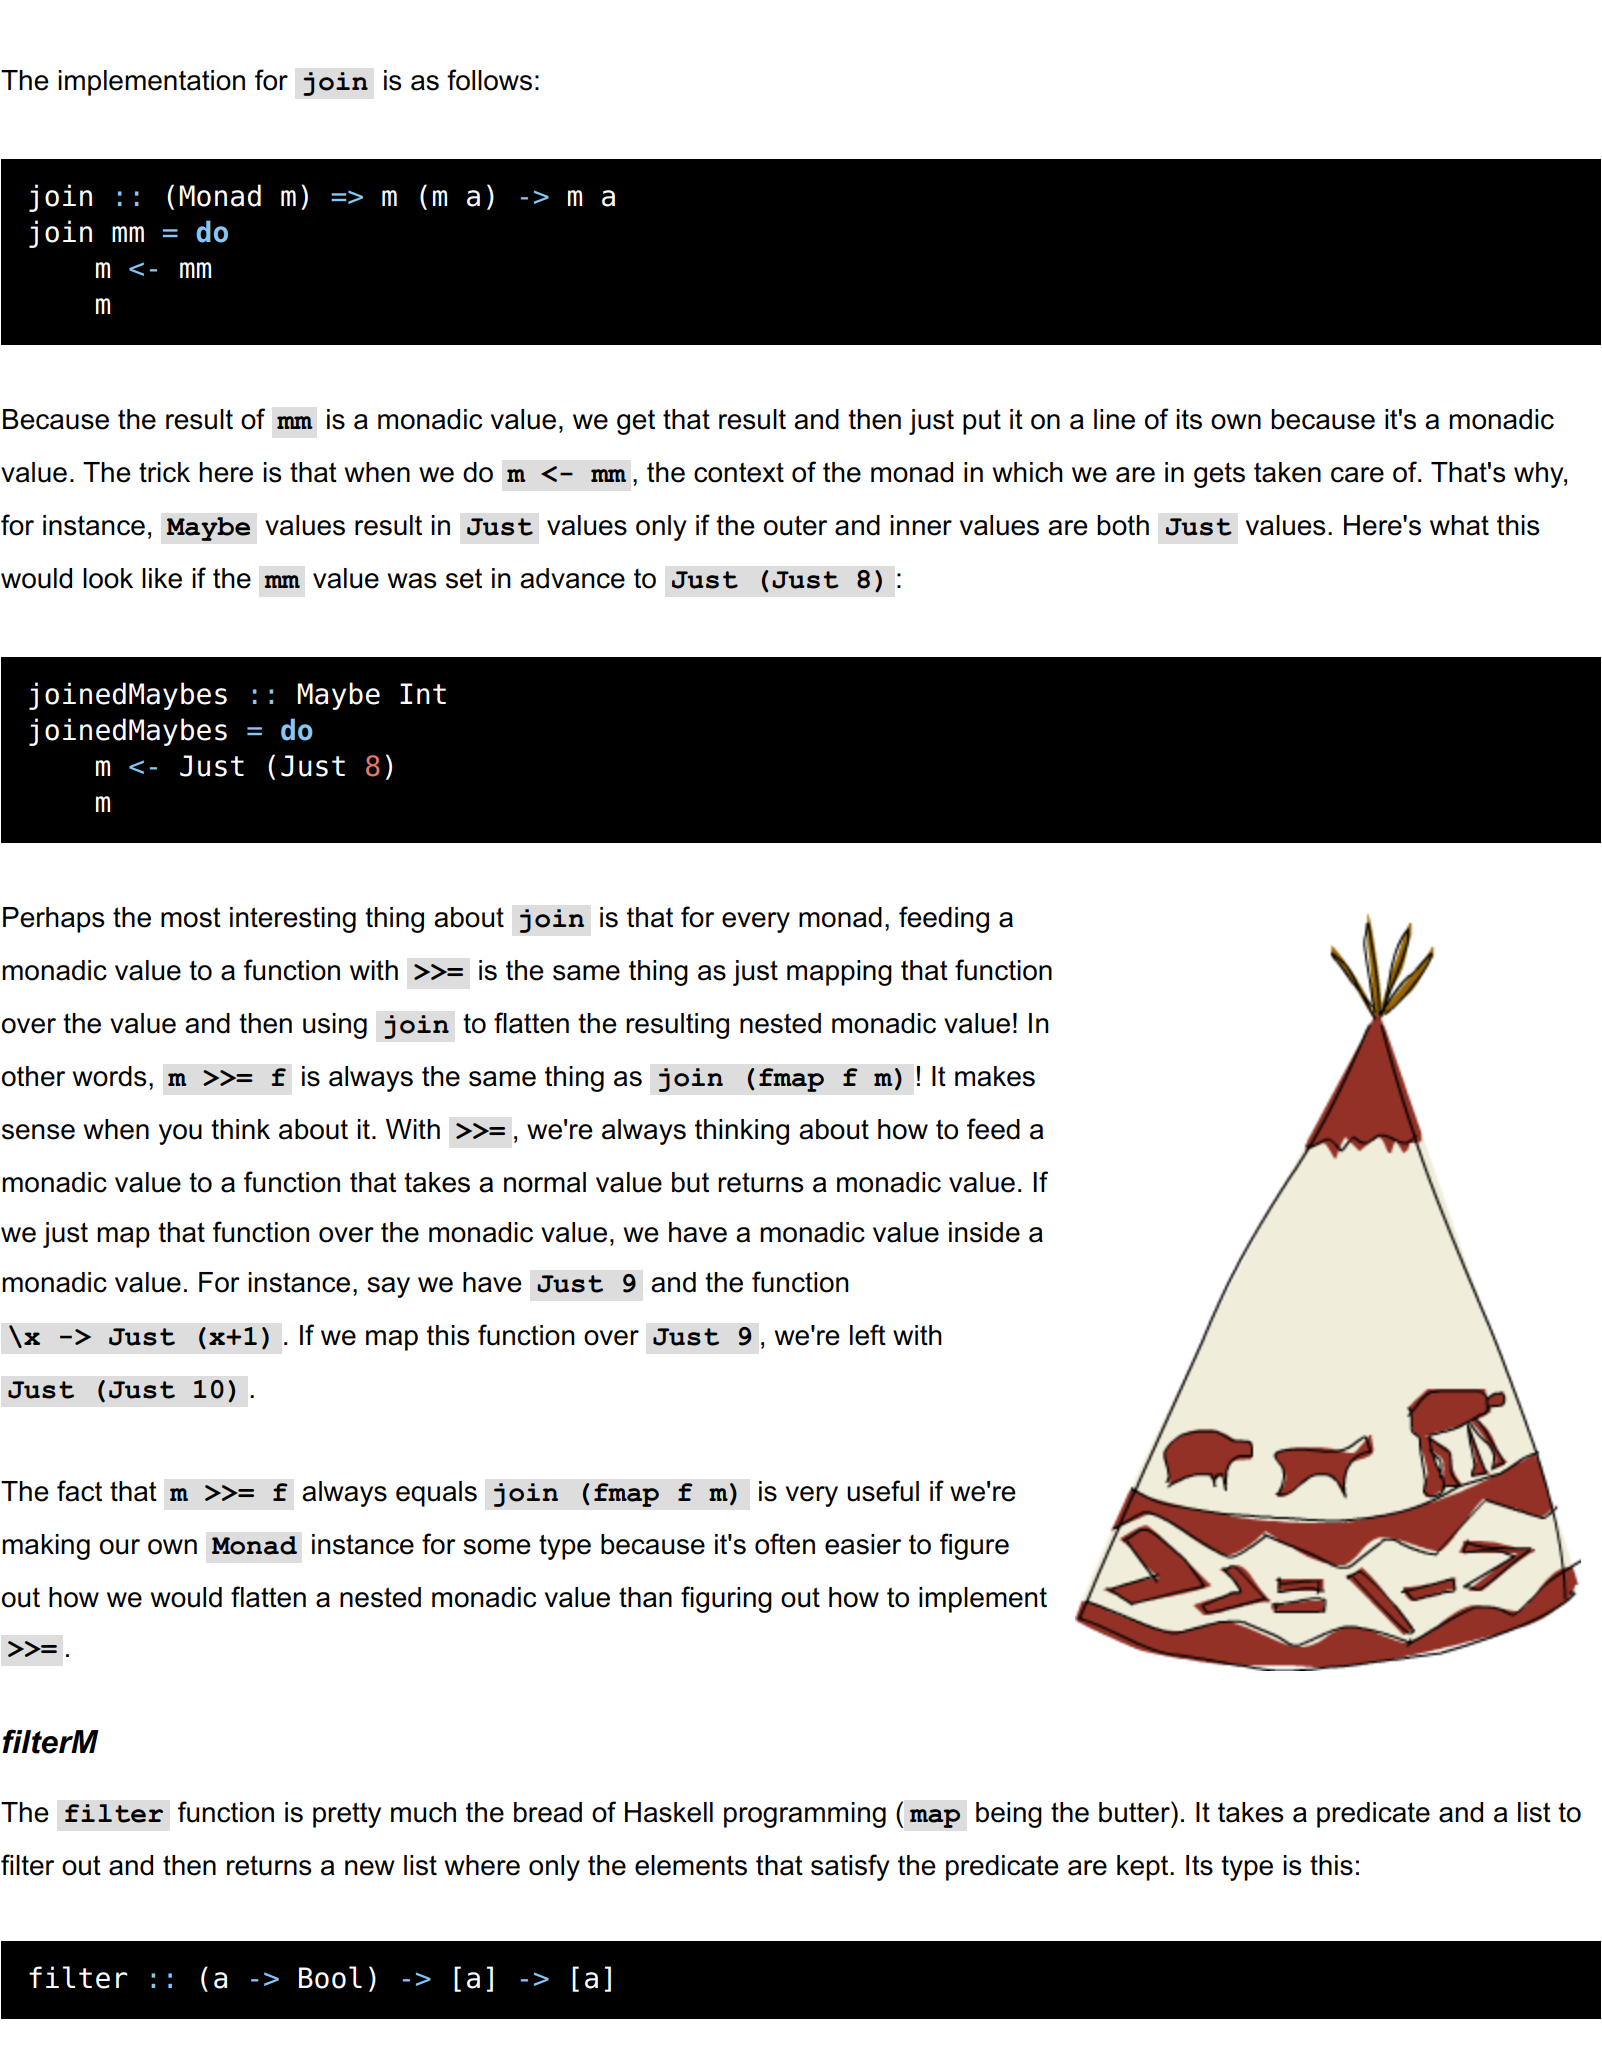 The implementation for join is as follows:
join :: (Monad m) => m (m a) -> m a
join mm = do
    m <- mm
    m
Because the result of mm is a monadic value, we get that result and then just put it on a line of its own because it's a monadic
value. The trick here is that when we do m <- mm, the context of the monad in which we are in gets taken care of. That's why,
for instance, Maybe values result in Just values only if the outer and inner values are both Just values. Here's what this
would look like if the mm value was set in advance to Just (Just 8):
joinedMaybes :: Maybe Int
joinedMaybes = do
    m <- Just (Just 8)
    m
Perhaps the most interesting thing about join is that for every monad, feeding a
monadic value to a function with >>= is the same thing as just mapping that function
over the value and then using join to flatten the resulting nested monadic value! In
other words, m >>= f is always the same thing as join (fmap f m)! It makes
sense when you think about it. With >>=, we're always thinking about how to feed a
monadic value to a function that takes a normal value but returns a monadic value. If
we just map that function over the monadic value, we have a monadic value inside a
monadic value. For instance, say we have Just 9 and the function
\x -> Just (x+1). If we map this function over Just 9, we're left with
Just (Just 10).
The fact that m >>= f always equals join (fmap f m) is very useful if we're
making our own Monad instance for some type because it's often easier to figure
out how we would flatten a nested monadic value than figuring out how to implement
>>=.
>>=\->
filterM
The filter function is pretty much the bread of Haskell programming (map being the butter). It takes a predicate and a list to
filter out and then returns a new list where only the elements that satisfy the predicate are kept. Its type is this:
filter :: (a -> Bool) -> [a] -> [a]